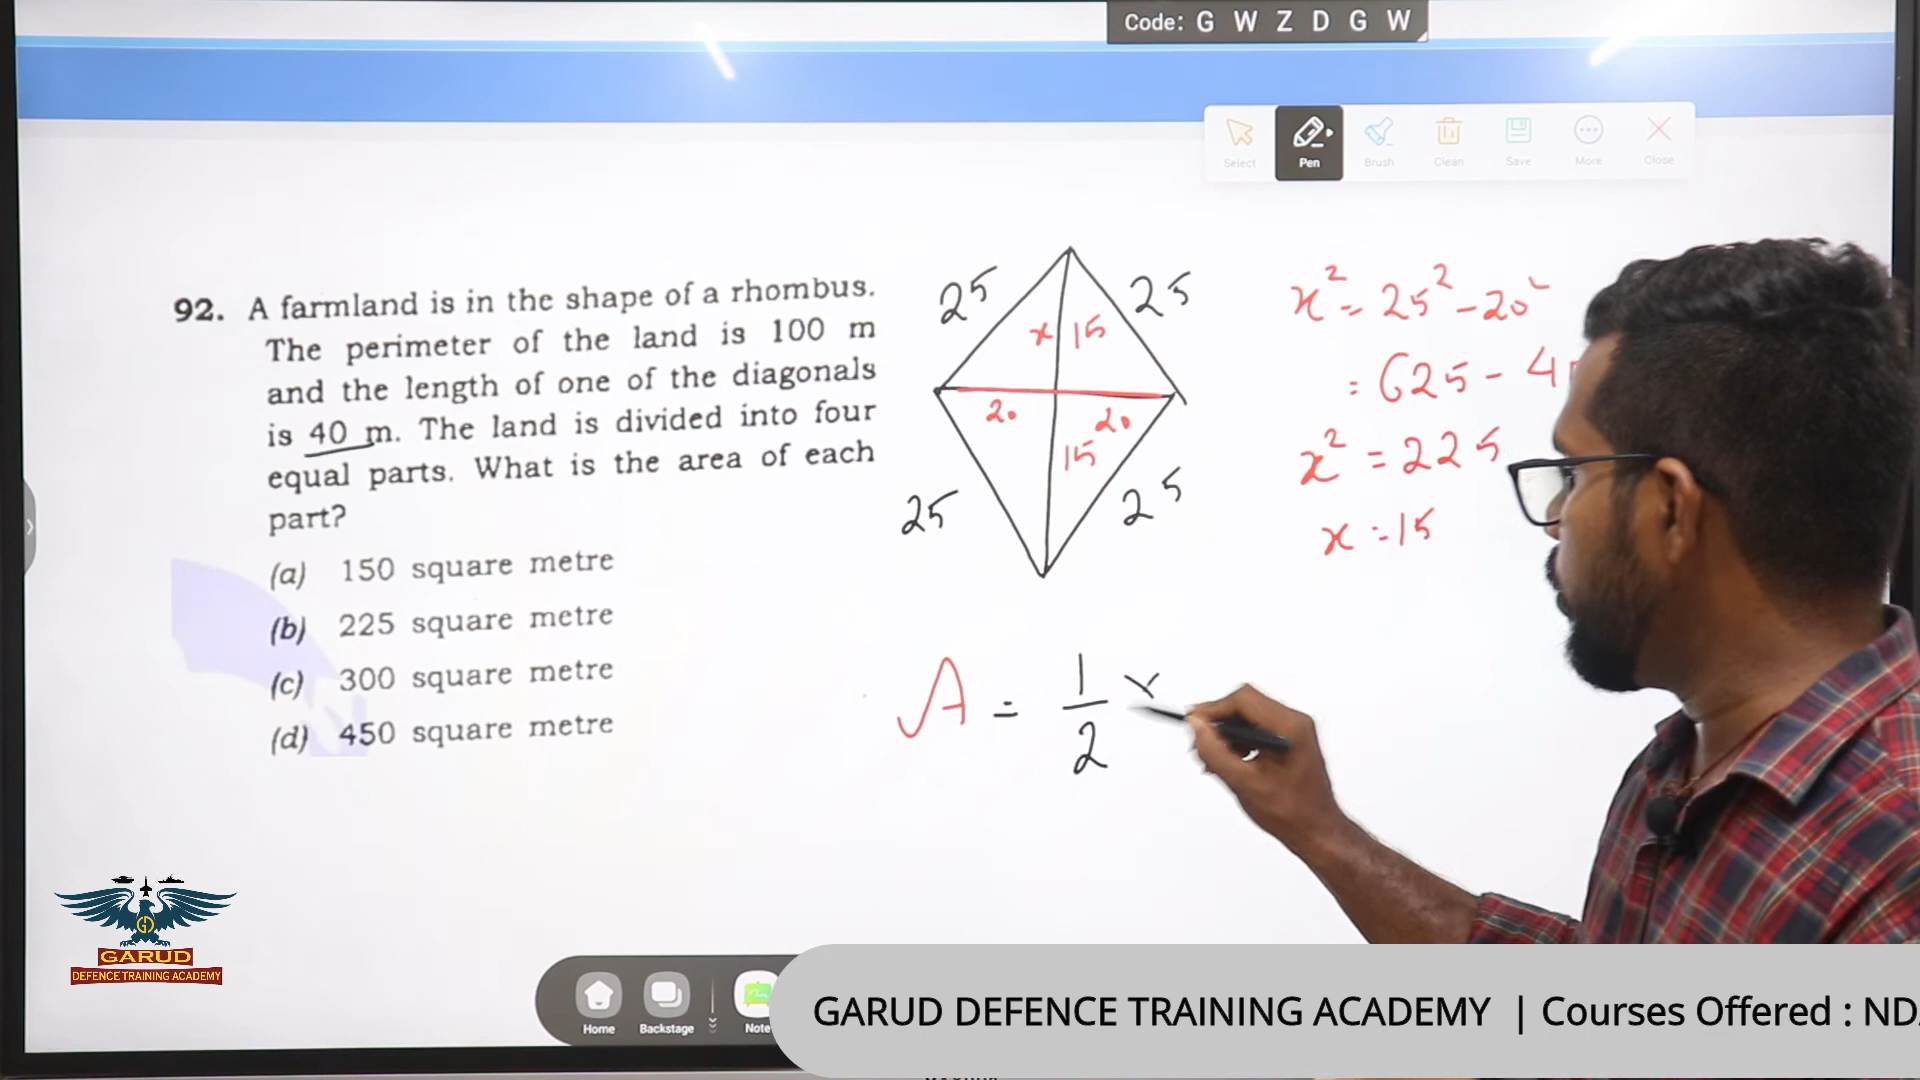 Code: G W Z D G W
Select Pen Brush Clean Save More Close
92. A farmland is in the shape of a rhombus.
The perimeter of the land is 100 m
and the length of one of the diagonals
is 40 m. The land is divided into four
equal parts. What is the area of each
part?
(a) 150 square metre
(b) 225 square metre
(c) 300 square metre
(d) 450 square metre
25 25
x 15
20 20
15
25 25
x² = 25² - 20²
= 625 - 4
x² = 225
x = 15
A = 1/2 ×
GD
GARUD
DEFENCE TRAINING ACADEMY
Home Backstage Note
GARUD DEFENCE TRAINING ACADEMY | Courses Offered : ND